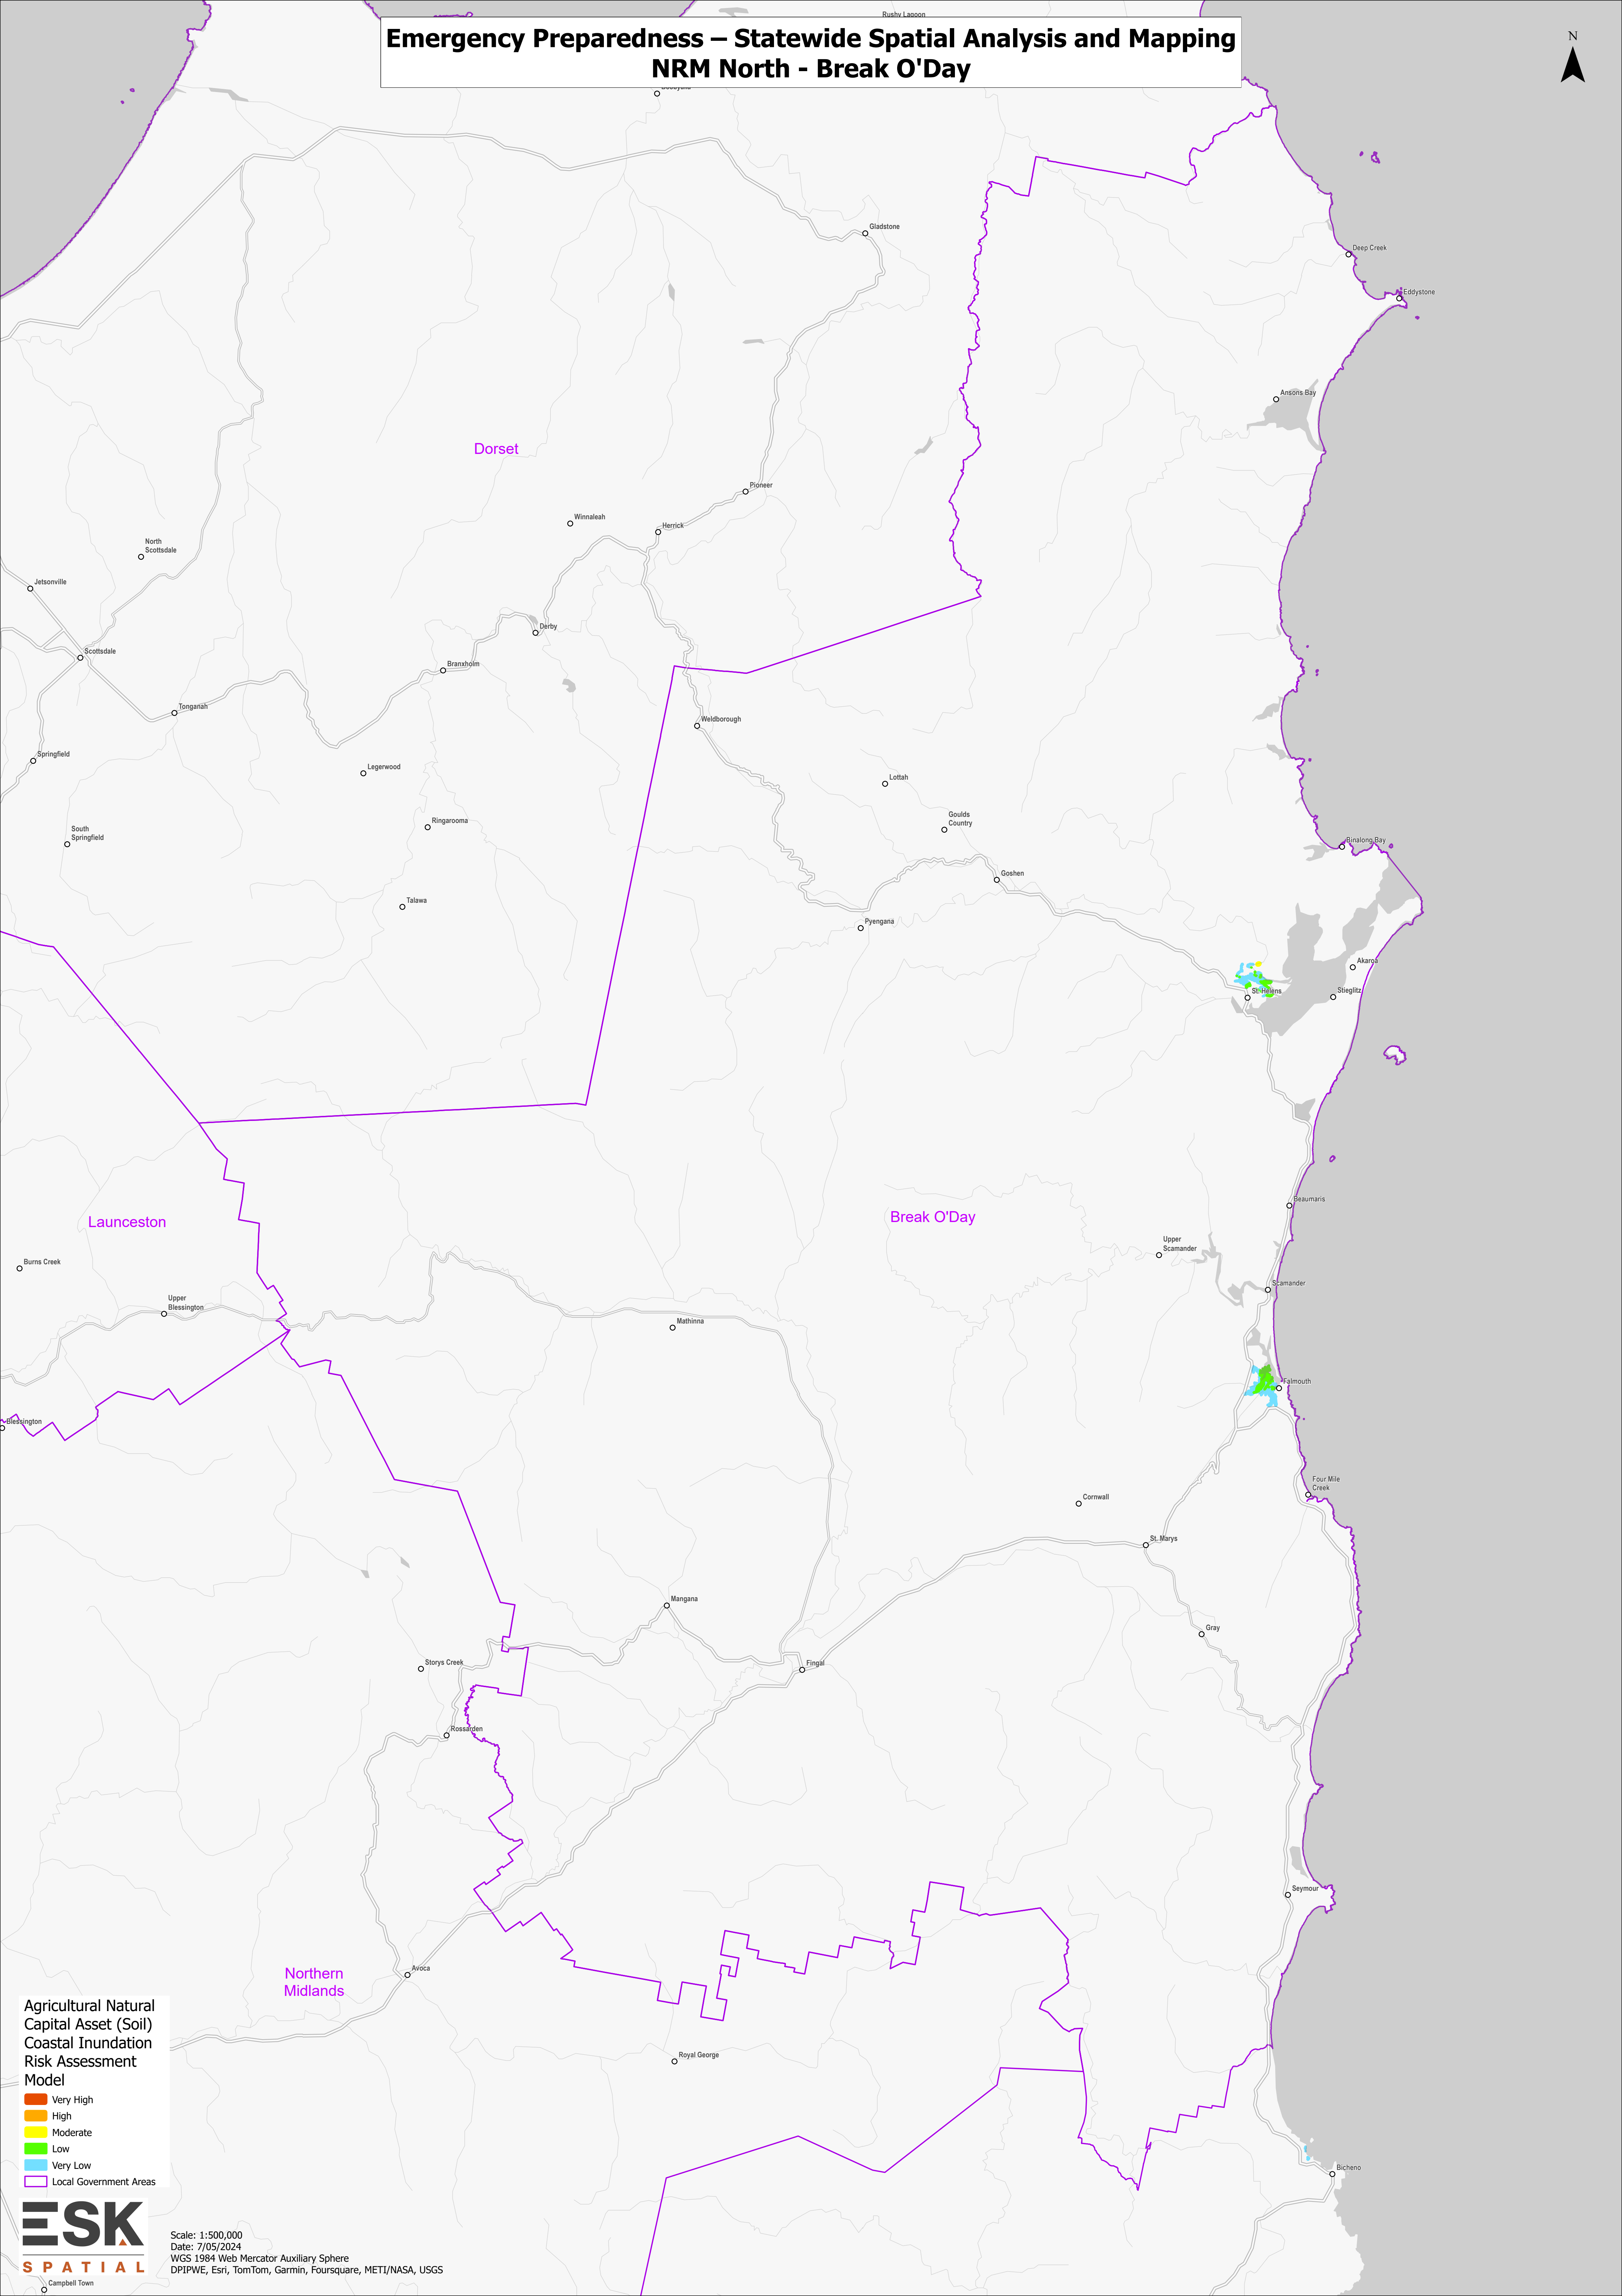 Rushy Lagoon
Emergency Preparedness – Statewide Spatial Analysis and Mapping
NRM North - Break O'Day
N
Gladstone
Deep Creek
Eddystone
Ansons Bay
Dorset
Pioneer
Winnaleah
Herrick
North
Scottsdale
Jetsonville
Derby
Scottsdale
Branxholm
Tonganah
Weldborough
Springfield
Legerwood
Lottah
Goulds
Country
Ringarooma
South
Springfield
Binalong Bay
Goshen
Talawa
Pyengana
Akaroa
St. Helens
Stieglitz
Beaumaris
Break O'Day
Launceston
Upper
Scamander
Burns Creek
Scamander
Upper
Blessington
Mathinna
Falmouth
Blessington
Four Mile
Creek
Cornwall
St. Marys
Mangana
Gray
Storys Creek
Fingal
Rossarden
Seymour
Avoca
Northern
Midlands
Royal George
Bicheno
Agricultural Natural
Capital Asset (Soil)
Coastal Inundation
Risk Assessment
Model
Very High
High
Moderate
Low
Very Low
Local Government Areas
ESK
SPATIAL
Scale: 1:500,000
Date: 7/05/2024
WGS 1984 Web Mercator Auxiliary Sphere
DPIPWE, Esri, TomTom, Garmin, Foursquare, METI/NASA, USGS
Campbell Town